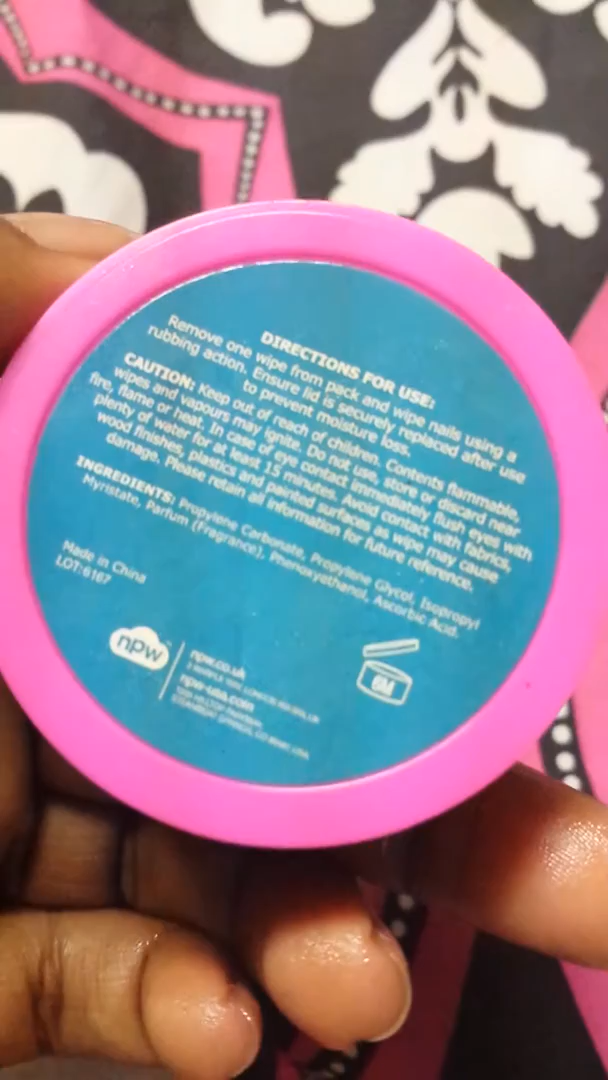 DIRECTIONS FOR USE:
Remove one wipe from pack and wipe nails using a
rubbing action. Ensure lid is securely replaced after use
to prevent moisture loss.
CAUTION: Keep out of reach of children. Contents flammable,
wipes and vapours may ignite. Do not use, store or discard near
fire, flame or heat. In case of eye contact immediately flush eyes with
plenty of water for at least 15 minutes. Avoid contact with fabrics,
wood finishes, plastics and painted surfaces as wipe may cause
damage. Please retain all information for future reference.
INGREDIENTS: Propylene Carbonate, Propylene Glycol, Isopropyl
Myristate, Parfum (Fragrance), Phenoxyethanol, Ascorbic Acid.
Made in China
LOT:6167
npw
npw.co.uk
npw-usa.com
6M